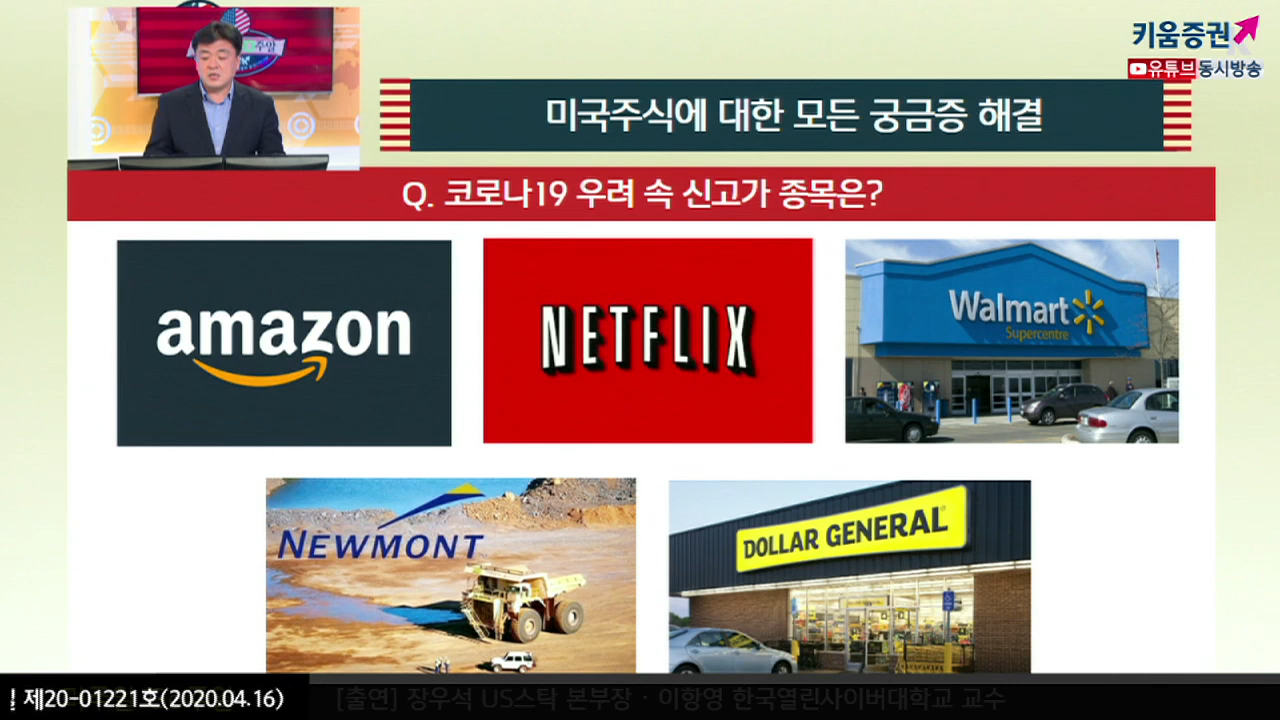 주말
키움증권
유튜브 동시방송
미국주식에 대한 모든 궁금증 해결
Q. 코로나19 우려 속 신고가 종목은?
amazon
NETFLIX
Walmart
Supercentre
NEWMONT
DOLLAR GENERAL
제20-01221호(2020.04.16)
[출연] 장우석 US스탁 본부장 · 이항영 한국열린사이버대학교 교수